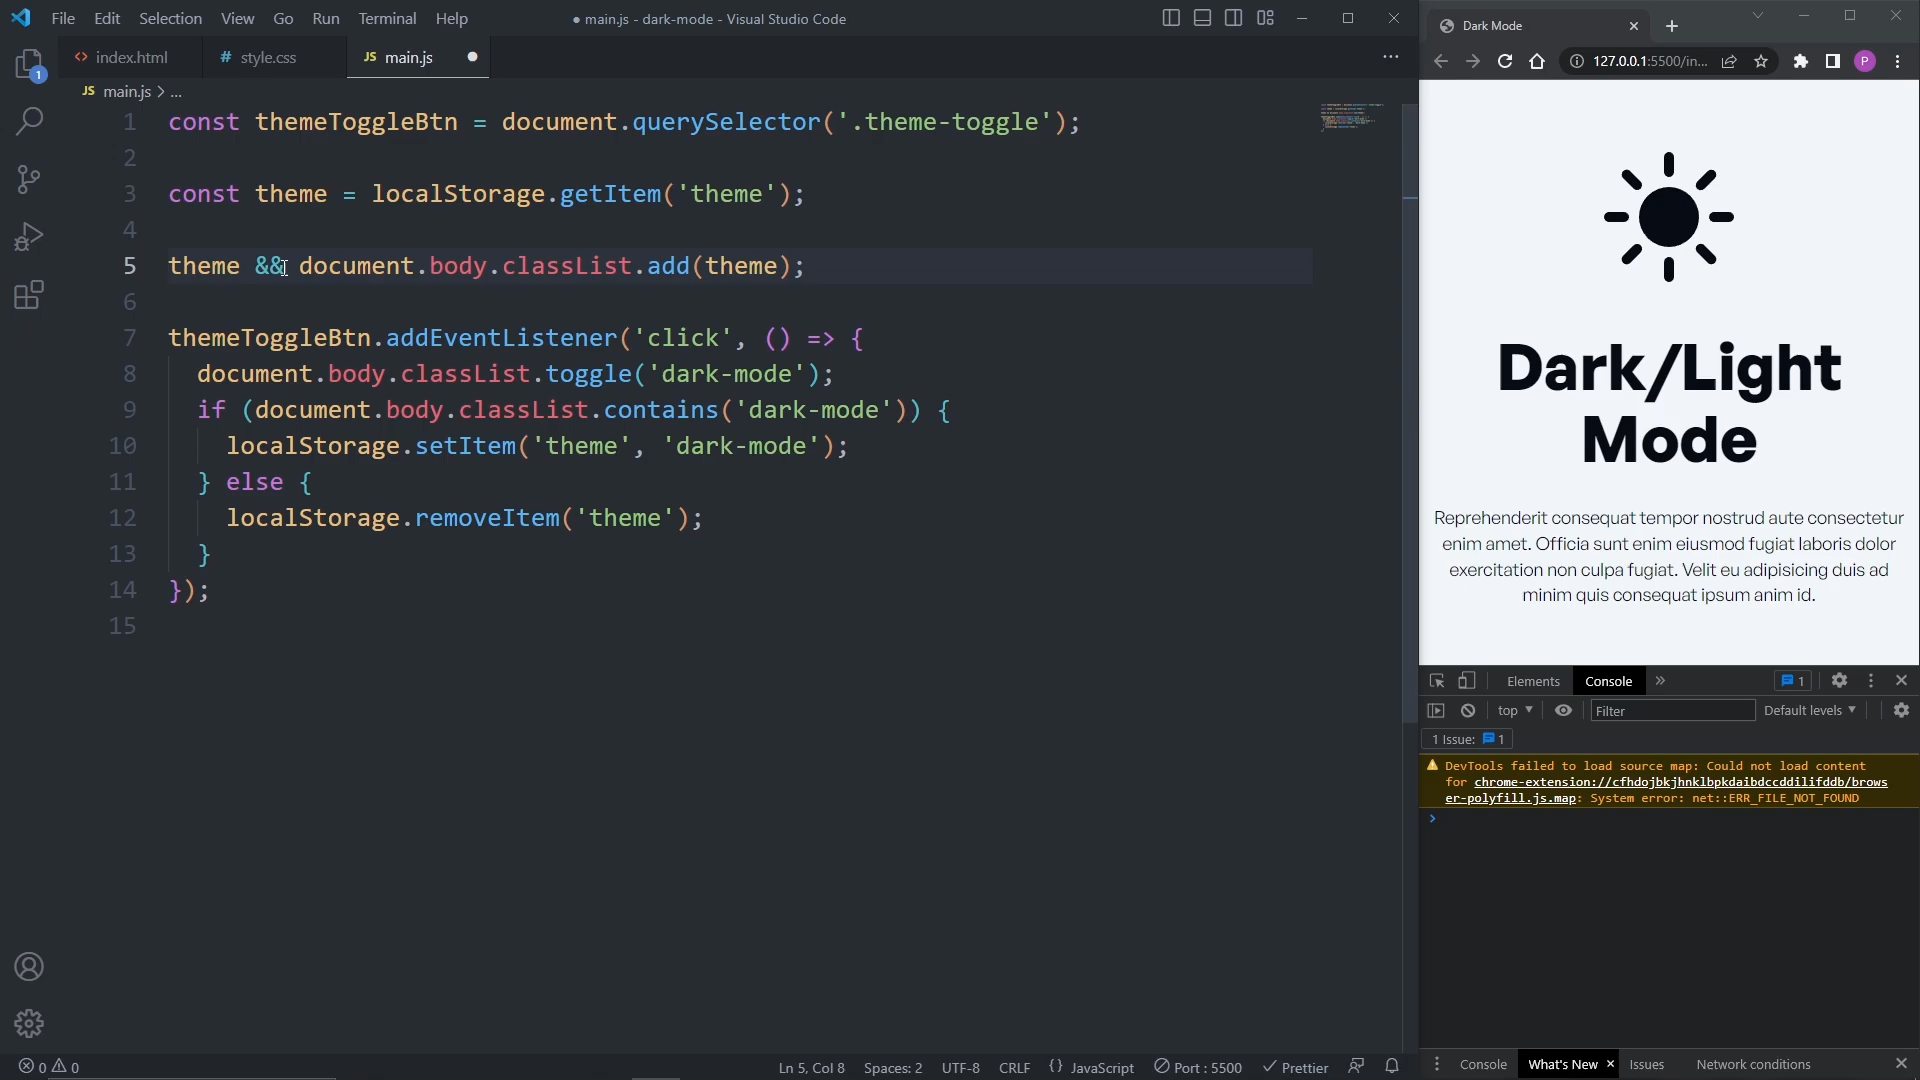 File Edit Selection View Go Run Terminal Help
● main.js - dark-mode - Visual Studio Code
index.html
# style.css
JS main.js ●
1
JS main.js > ...
1 const themeToggleBtn = document.querySelector('.theme-toggle');
2
3 const theme = localStorage.getItem('theme');
4
5 theme && document.body.classList.add(theme);
6
7 themeToggleBtn.addEventListener('click', () => {
8 document.body.classList.toggle('dark-mode');
9 if (document.body.classList.contains('dark-mode')) {
10 localStorage.setItem('theme', 'dark-mode');
11 } else {
12 localStorage.removeItem('theme');
13 }
14 });
15
0 0
Ln 5, Col 8 Spaces: 2 UTF-8 CRLF {} JavaScript Port : 5500 Prettier
Dark Mode
127.0.0.1:5500/in...
P
Dark/Light
Mode
Reprehenderit consequat tempor nostrud aute consectetur
enim amet. Officia sunt enim eiusmod fugiat laboris dolor
exercitation non culpa fugiat. Velit eu adipisicing duis ad
minim quis consequat ipsum anim id.
Elements Console » 1
top Filter Default levels
1 Issue: 1
DevTools failed to load source map: Could not load content
for chrome-extension://cfhdojbkjhnklbpkdaibdccddilifddb/brows
er-polyfill.js.map: System error: net::ERR_FILE_NOT_FOUND
Console What's New Issues Network conditions